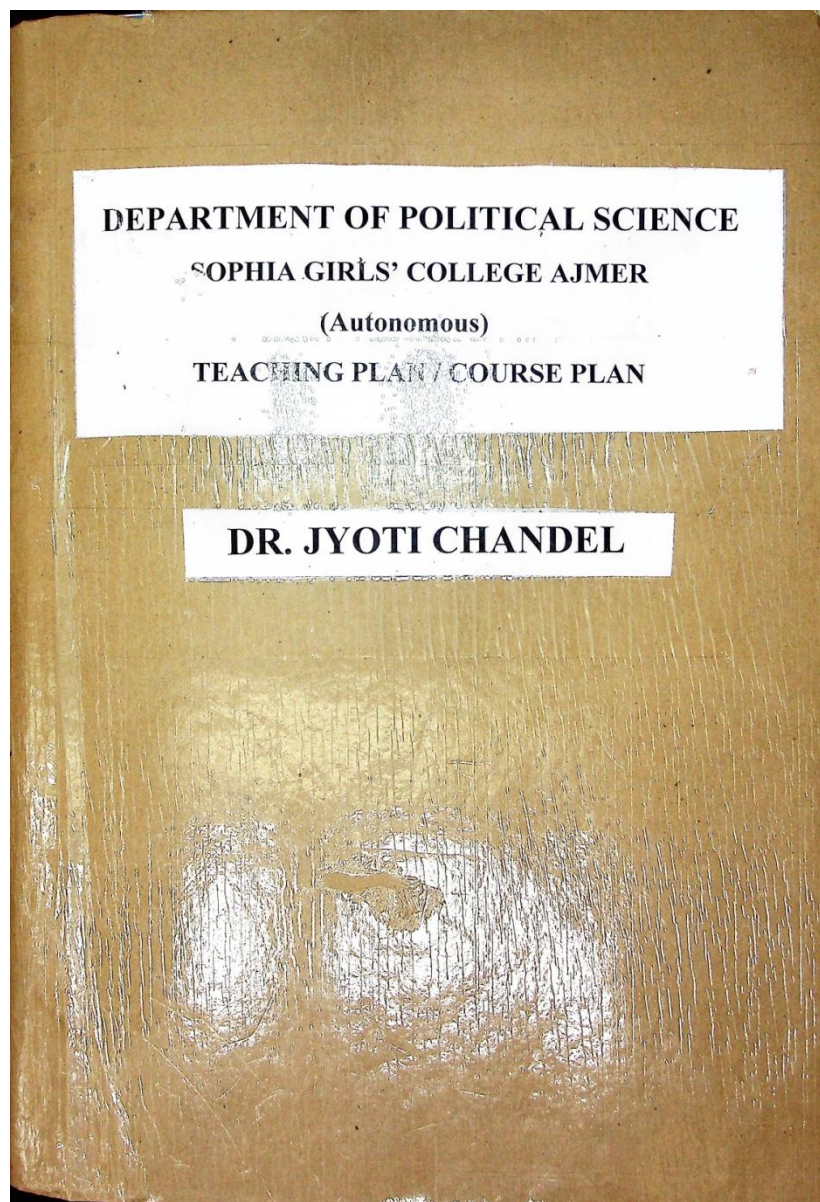 DEPARTMENT OF POLITICAL SCIENCE
SOPHIA GIRLS' COLLEGE AJMER
(Autonomous)
TEACHING PLAN / COURSE PLAN
DR. JYOTI CHANDEL